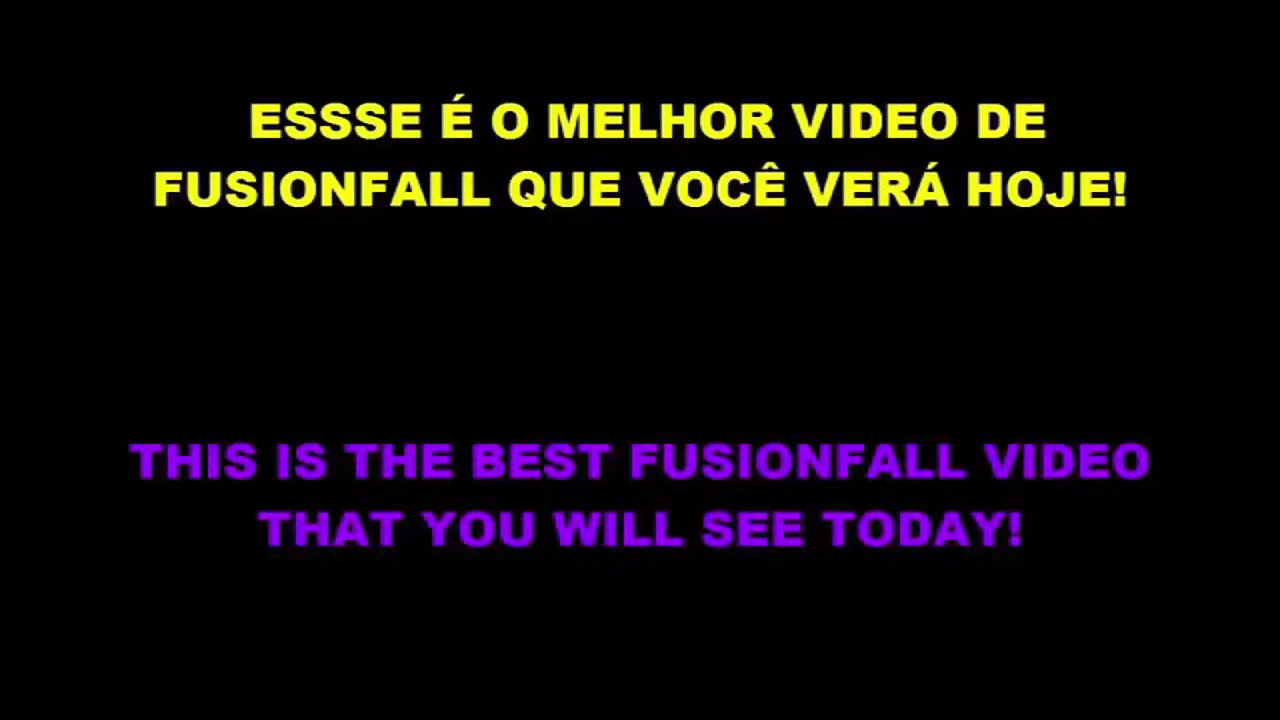 ESSSE É O MELHOR VIDEO DE
FUSIONFALL QUE VOCÊ VERÁ HOJE!
THIS IS THE BEST FUSIONFALL VIDEO
THAT YOU WILL SEE TODAY!